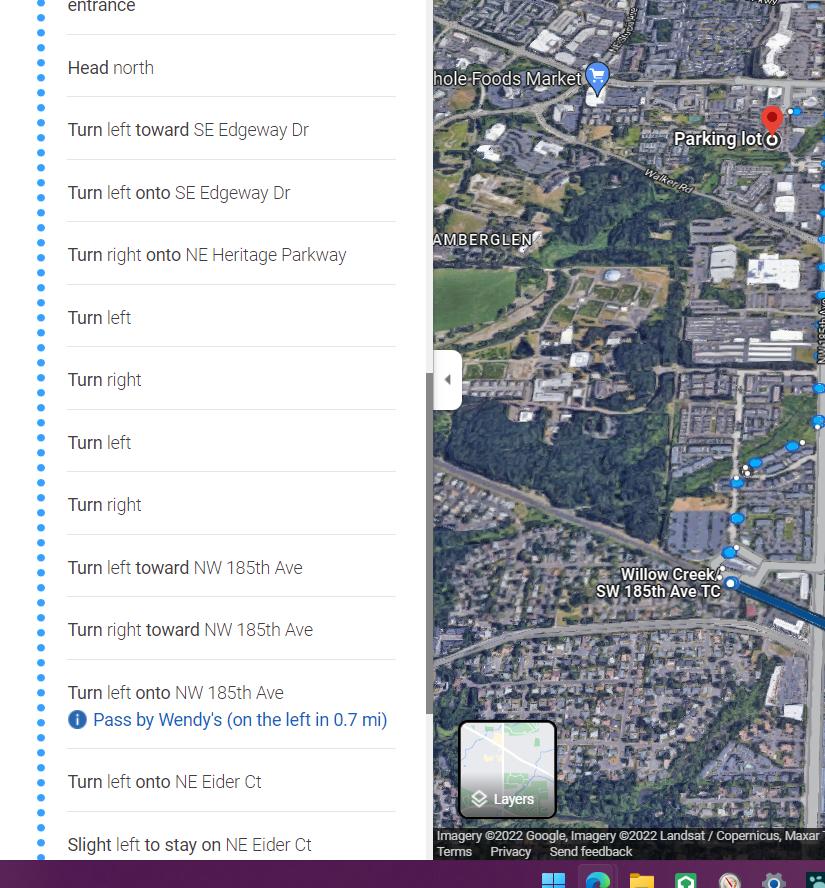 entrance
Head north
Turn left toward SE Edgeway Dr
Turn left onto SE Edgeway Dr
Turn right onto NE Heritage Parkway
Turn left
Turn right
Turn left
Turn right
Turn left toward NW 185th Ave
Turn right toward NW 185th Ave
Turn left onto NW 185th Ave
Pass by Wendy's (on the left in 0.7 mi)
Turn left onto NE Eider Ct
Slight left to stay on NE Eider Ct
hole Foods Market
Parking lot
Walker Rd
AMBERGLEN
NW 185th Ave
Willow Creek/
SW 185th Ave TC
Layers
Imagery ©2022 Google, Imagery ©2022 Landsat / Copernicus, Maxar T
Terms Privacy Send feedback